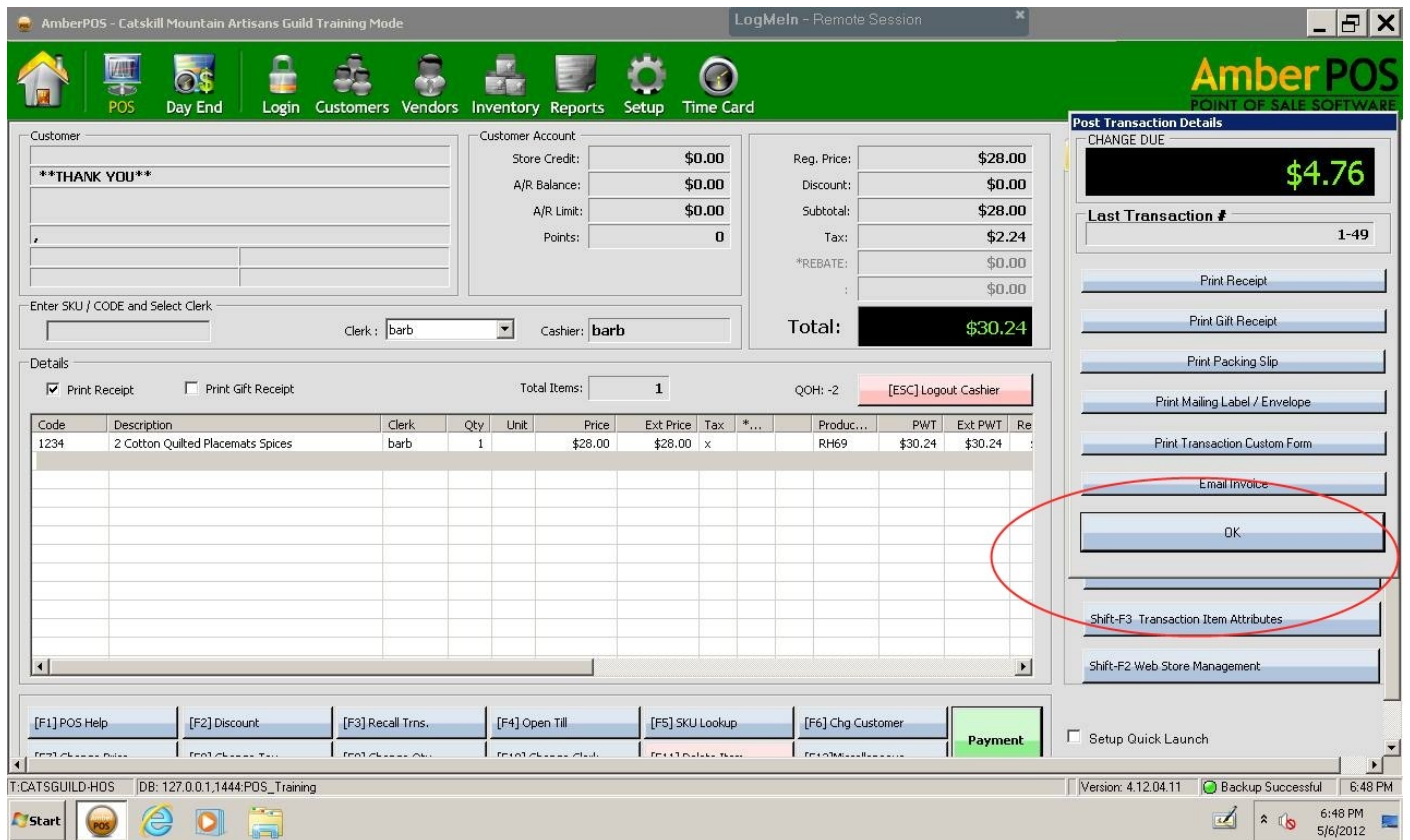 AmberPOS - Catskill Mountain Artisans Guild Training Mode
LogMeIn - Remote Session
POS Day End Login Customers Vendors Inventory Reports Setup Time Card
Amber POS
POINT OF SALE SOFTWARE
Customer
**THANK YOU**
,
Customer Account
Store Credit: $0.00
A/R Balance: $0.00
A/R Limit: $0.00
Points: 0
Reg. Price: $28.00
Discount: $0.00
Subtotal: $28.00
Tax: $2.24
*REBATE: $0.00
: $0.00
Total: $30.24
Enter SKU / CODE and Select Clerk
Clerk : barb
Cashier: barb
Details
Print Receipt
Print Gift Receipt
Total Items: 1
QOH: -2
[ESC] Logout Cashier
Code Description Clerk Qty Unit Price Ext Price Tax *... Produc... PWT Ext PWT Re
1234 2 Cotton Quilted Placemats Spices barb 1 $28.00 $28.00 x RH69 $30.24 $30.24
Post Transaction Details
CHANGE DUE
$4.76
Last Transaction #
1-49
Print Receipt
Print Gift Receipt
Print Packing Slip
Print Mailing Label / Envelope
Print Transaction Custom Form
Email Invoice
OK
Shift-F3 Transaction Item Attributes
Shift-F2 Web Store Management
[F1] POS Help [F2] Discount [F3] Recall Trns. [F4] Open Till [F5] SKU Lookup [F6] Chg Customer
Payment
Setup Quick Launch
T:CATSGUILD-HOS DB: 127.0.0.1,1444:POS_Training Version: 4.12.04.11 Backup Successful 6:48 PM
Start POS
6:48 PM
5/6/2012